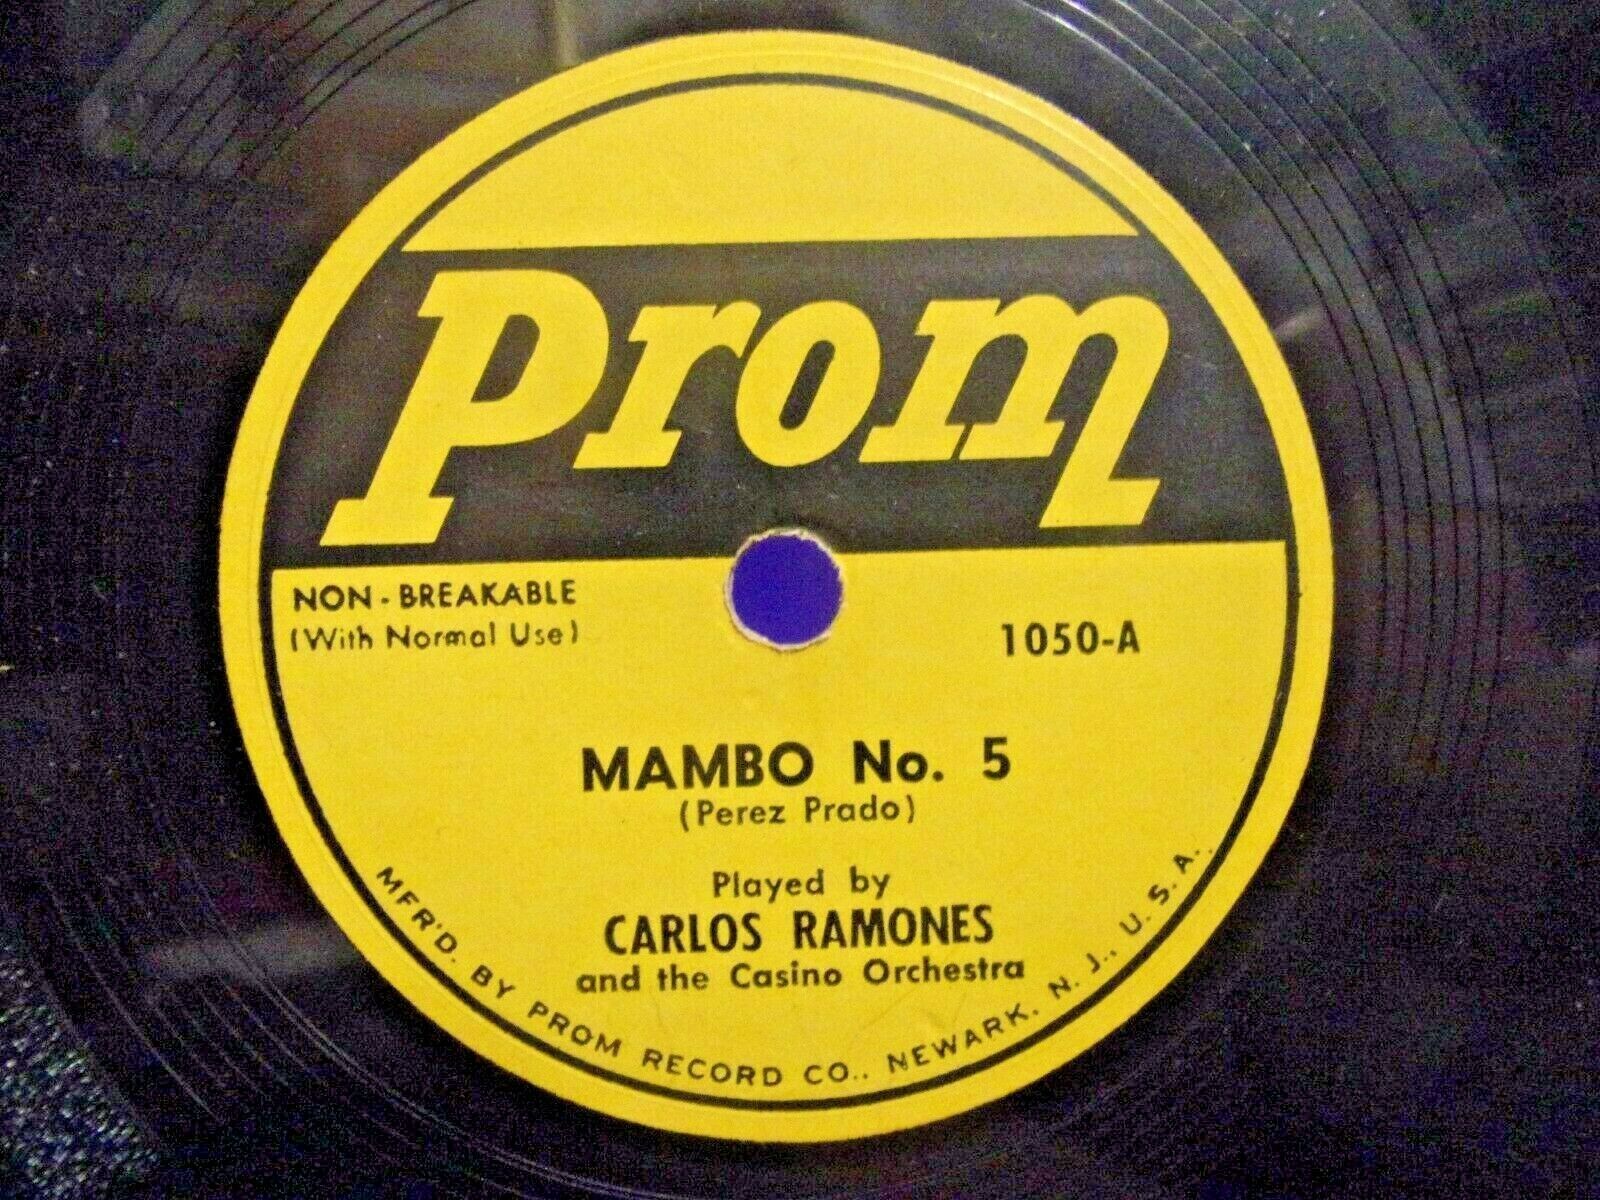 Prom
NON-BREAKABLE
(With Normal Use)
1050-A
MAMBO No. 5
(Perez Prado)
Played by
CARLOS RAMONES
and the Casino Orchestra
MFR'D. BY PROM RECORD CO., NEWARK, N. J., U. S. A.